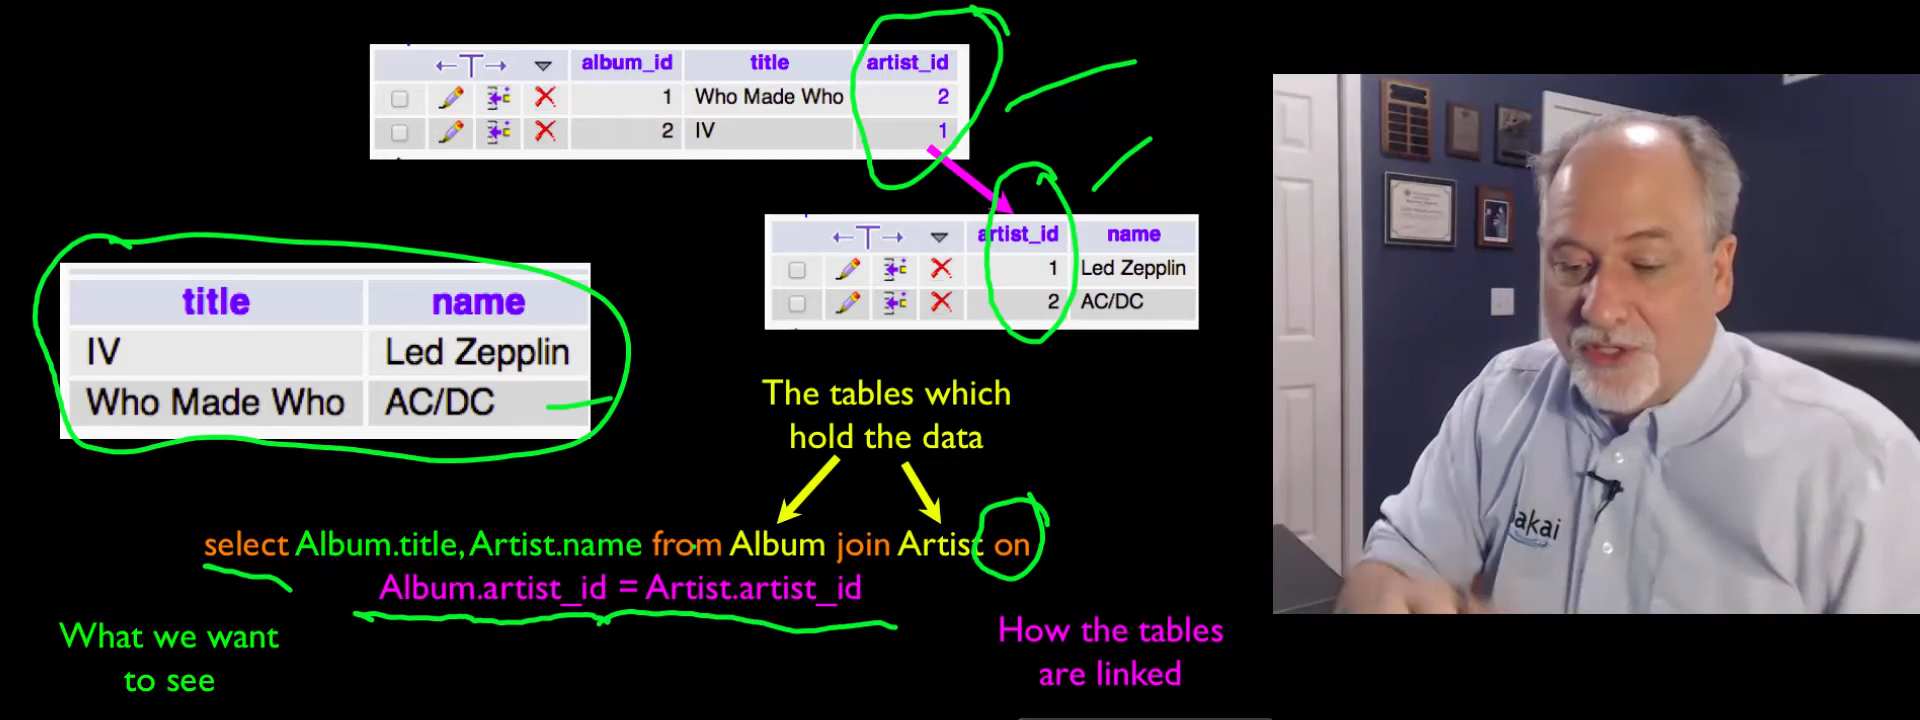 album_id title artist_id
1 Who Made Who 2
2 IV 1
artist_id name
1 Led Zepplin
2 AC/DC
title name
IV Led Zepplin
Who Made Who AC/DC
The tables which
hold the data
select Album.title, Artist.name from Album join Artist on
Album.artist_id = Artist.artist_id
What we want
to see
How the tables
are linked
akai